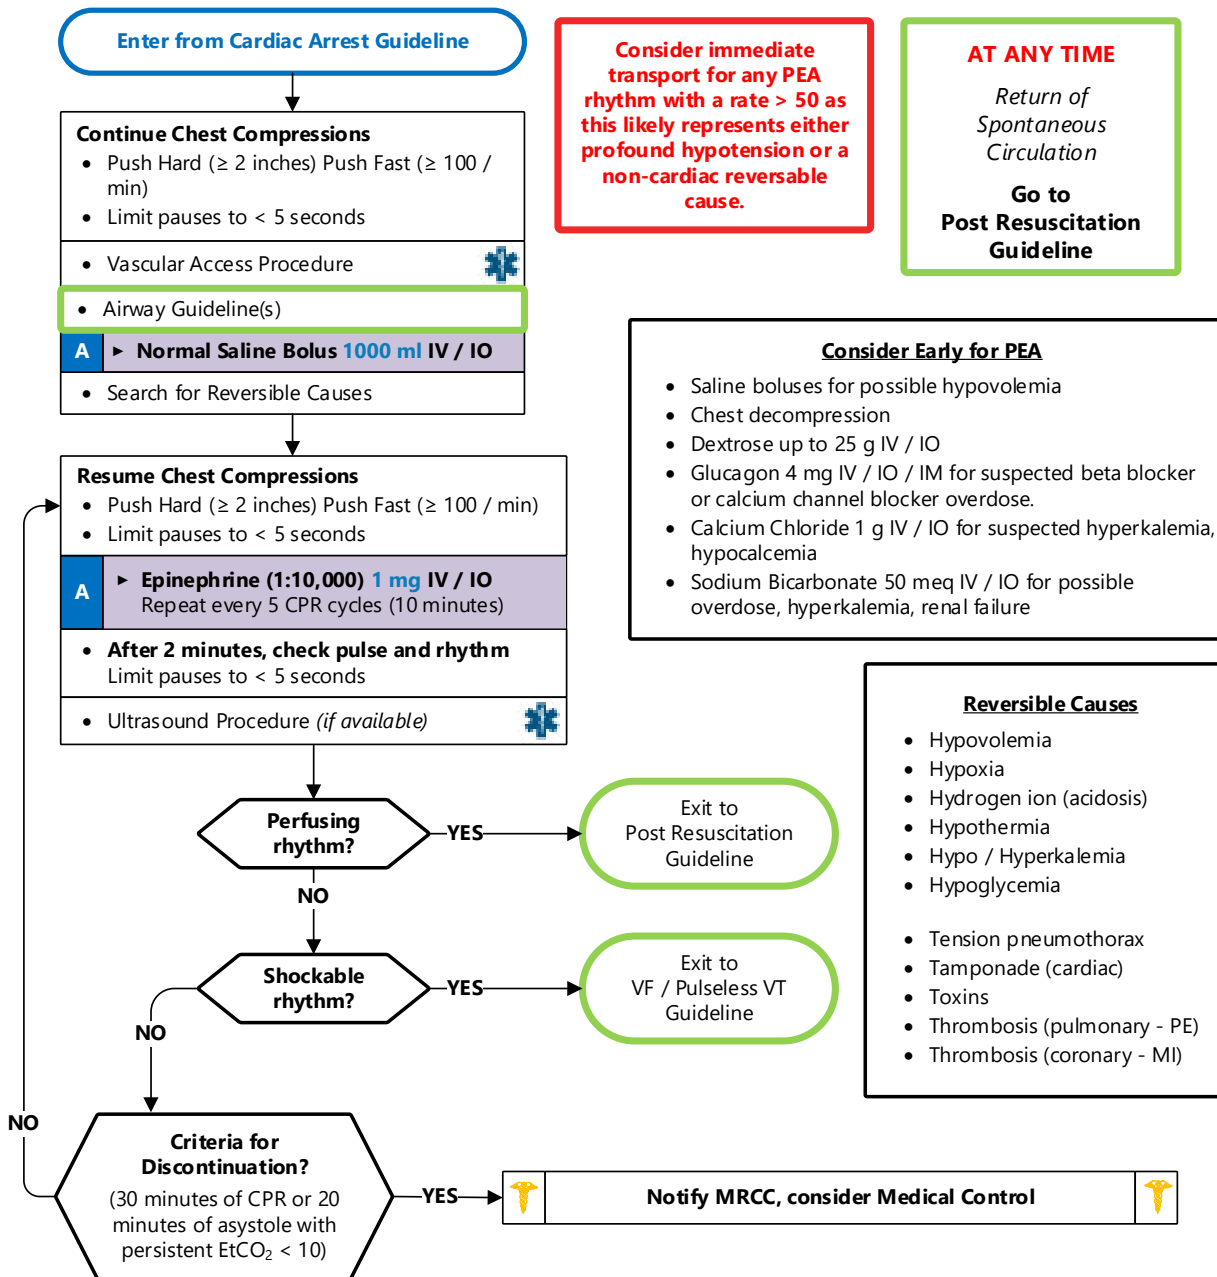 Enter from Cardiac Arrest Guideline
Consider immediate
transport for any PEA
rhythm with a rate > 50 as
this likely represents either
profound hypotension or a
non-cardiac reversable
cause.
AT ANY TIME
Return of
Spontaneous
Circulation
Go to
Post Resuscitation
Guideline
Continue Chest Compressions
• Push Hard (≥ 2 inches) Push Fast (≥ 100 /
min)
• Limit pauses to < 5 seconds
• Vascular Access Procedure
• Airway Guideline(s)
A ► Normal Saline Bolus 1000 ml IV / IO
• Search for Reversible Causes
Consider Early for PEA
• Saline boluses for possible hypovolemia
• Chest decompression
• Dextrose up to 25 g IV / IO
• Glucagon 4 mg IV / IO / IM for suspected beta blocker
or calcium channel blocker overdose.
• Calcium Chloride 1 g IV / IO for suspected hyperkalemia,
hypocalcemia
• Sodium Bicarbonate 50 meq IV / IO for possible
overdose, hyperkalemia, renal failure
Resume Chest Compressions
• Push Hard (≥ 2 inches) Push Fast (≥ 100 / min)
• Limit pauses to < 5 seconds
A ► Epinephrine (1:10,000) 1 mg IV / IO
Repeat every 5 CPR cycles (10 minutes)
• After 2 minutes, check pulse and rhythm
Limit pauses to < 5 seconds
• Ultrasound Procedure (if available)
Reversible Causes
• Hypovolemia
• Hypoxia
• Hydrogen ion (acidosis)
• Hypothermia
• Hypo / Hyperkalemia
• Hypoglycemia
• Tension pneumothorax
• Tamponade (cardiac)
• Toxins
• Thrombosis (pulmonary - PE)
• Thrombosis (coronary - MI)
Perfusing
rhythm?
YES
Exit to
Post Resuscitation
Guideline
NO
Shockable
rhythm?
YES
Exit to
VF / Pulseless VT
Guideline
NO
NO
Criteria for
Discontinuation?
(30 minutes of CPR or 20
minutes of asystole with
persistent EtCO₂ < 10)
YES
Notify MRCC, consider Medical Control